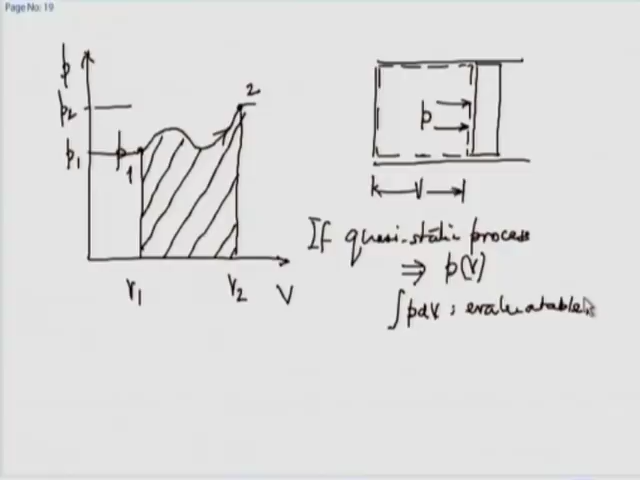 Page No: 19
p
p₂
2
p₁
p
1
V₁
V₂
V
p
V
If quasi-static process
⇒ p(V)
∫pdV : evaluatable